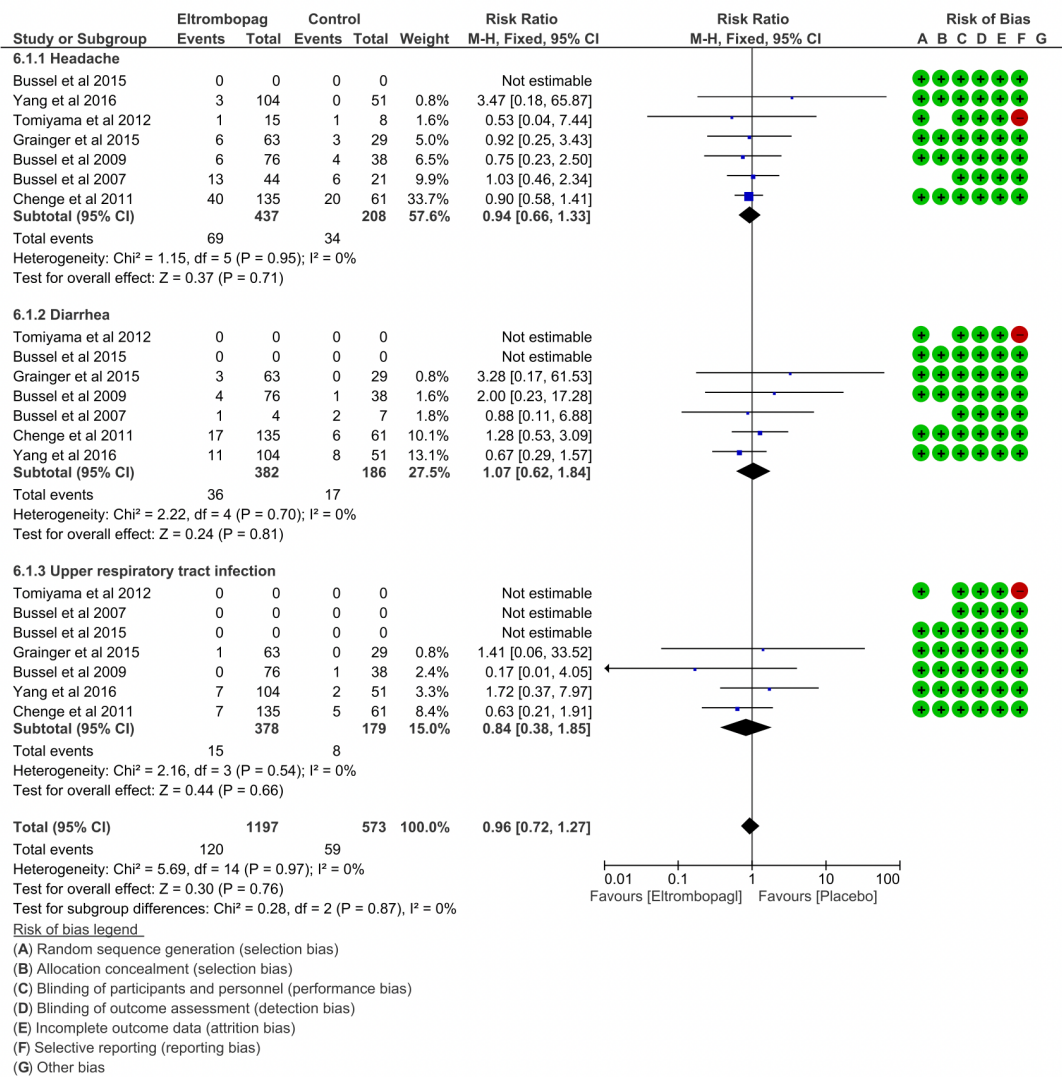 Eltrombopag Control Risk Ratio Risk Ratio Risk of Bias
Study or Subgroup Events Total Events Total Weight M-H, Fixed, 95% CI M-H, Fixed, 95% CI A B C D E F G
6.1.1 Headache
Bussel et al 2015 0 0 0 0 Not estimable + + + + + +
Yang et al 2016 3 104 0 51 0.8% 3.47 [0.18, 65.87] + + + + + +
Tomiyama et al 2012 1 15 1 8 1.6% 0.53 [0.04, 7.44] + + + + −
Grainger et al 2015 6 63 3 29 5.0% 0.92 [0.25, 3.43] + + + + + +
Bussel et al 2009 6 76 4 38 6.5% 0.75 [0.23, 2.50] + + + + + +
Bussel et al 2007 13 44 6 21 9.9% 1.03 [0.46, 2.34] + + + +
Chenge et al 2011 40 135 20 61 33.7% 0.90 [0.58, 1.41] + + + + + +
Subtotal (95% CI) 437 208 57.6% 0.94 [0.66, 1.33]
Total events 69 34
Heterogeneity: Chi² = 1.15, df = 5 (P = 0.95); I² = 0%
Test for overall effect: Z = 0.37 (P = 0.71)
6.1.2 Diarrhea
Tomiyama et al 2012 0 0 0 0 Not estimable + + + + −
Bussel et al 2015 0 0 0 0 Not estimable + + + + + +
Grainger et al 2015 3 63 0 29 0.8% 3.28 [0.17, 61.53] + + + + + +
Bussel et al 2009 4 76 1 38 1.6% 2.00 [0.23, 17.28] + + + + + +
Bussel et al 2007 1 4 2 7 1.8% 0.88 [0.11, 6.88] + + + +
Chenge et al 2011 17 135 6 61 10.1% 1.28 [0.53, 3.09] + + + + + +
Yang et al 2016 11 104 8 51 13.1% 0.67 [0.29, 1.57] + + + + + +
Subtotal (95% CI) 382 186 27.5% 1.07 [0.62, 1.84]
Total events 36 17
Heterogeneity: Chi² = 2.22, df = 4 (P = 0.70); I² = 0%
Test for overall effect: Z = 0.24 (P = 0.81)
6.1.3 Upper respiratory tract infection
Tomiyama et al 2012 0 0 0 0 Not estimable + + + + −
Bussel et al 2007 0 0 0 0 Not estimable + + + +
Bussel et al 2015 0 0 0 0 Not estimable + + + + + +
Grainger et al 2015 1 63 0 29 0.8% 1.41 [0.06, 33.52] + + + + + +
Bussel et al 2009 0 76 1 38 2.4% 0.17 [0.01, 4.05] + + + + + +
Yang et al 2016 7 104 2 51 3.3% 1.72 [0.37, 7.97] + + + + + +
Chenge et al 2011 7 135 5 61 8.4% 0.63 [0.21, 1.91] + + + + + +
Subtotal (95% CI) 378 179 15.0% 0.84 [0.38, 1.85]
Total events 15 8
Heterogeneity: Chi² = 2.16, df = 3 (P = 0.54); I² = 0%
Test for overall effect: Z = 0.44 (P = 0.66)
Total (95% CI) 1197 573 100.0% 0.96 [0.72, 1.27]
Total events 120 59
Heterogeneity: Chi² = 5.69, df = 14 (P = 0.97); I² = 0%
Test for overall effect: Z = 0.30 (P = 0.76)
Test for subgroup differences: Chi² = 0.28, df = 2 (P = 0.87), I² = 0%
0.01 0.1 1 10 100
Favours [Eltrombopagl] Favours [Placebo]
Risk of bias legend
(A) Random sequence generation (selection bias)
(B) Allocation concealment (selection bias)
(C) Blinding of participants and personnel (performance bias)
(D) Blinding of outcome assessment (detection bias)
(E) Incomplete outcome data (attrition bias)
(F) Selective reporting (reporting bias)
(G) Other bias